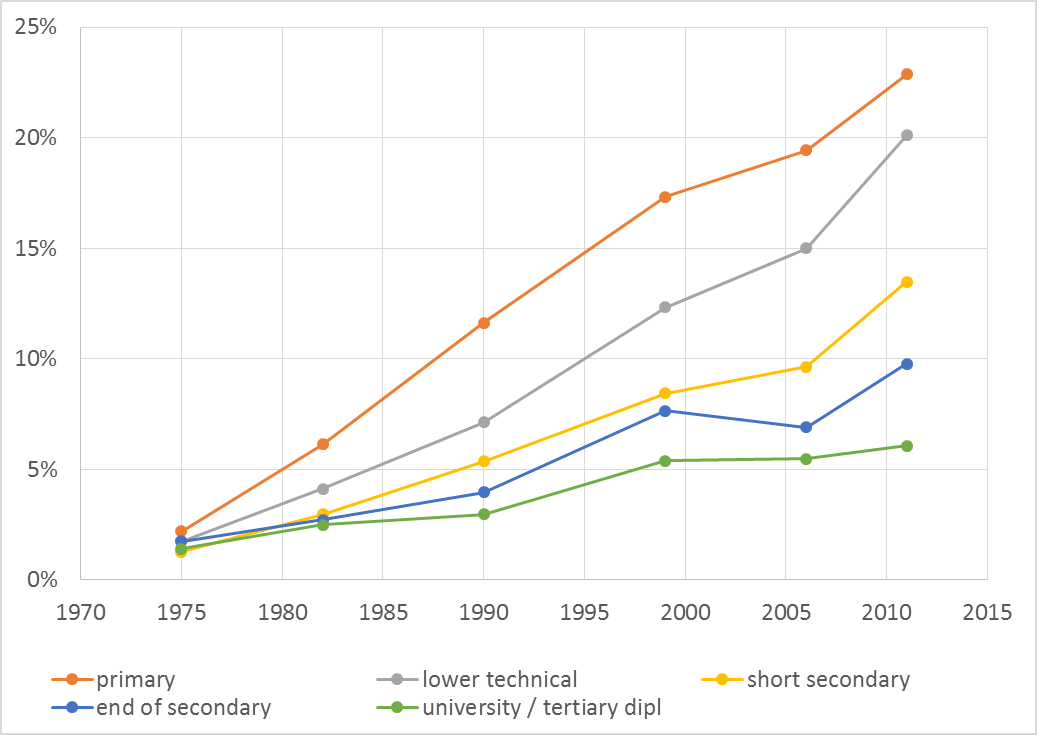 25%
20%
15%
10%
5%
0%
1970 1975 1980 1985 1990 1995 2000 2005 2010 2015
primary lower technical short secondary
end of secondary university / tertiary dipl